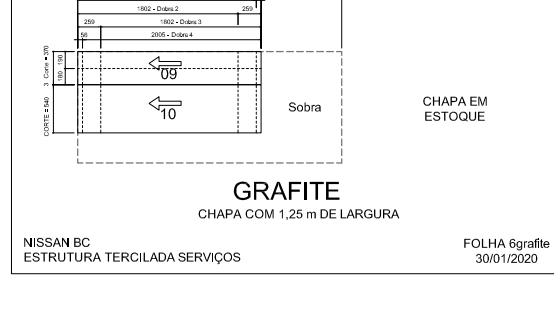 1802 - Dobra 2
259
259
1802 - Dobra 3
56
2005 - Dobra 4
3 Corte = 370
190
180
09
CORTE = 540
10
Sobra
CHAPA EM
ESTOQUE
GRAFITE
CHAPA COM 1,25 m DE LARGURA
NISSAN BC
ESTRUTURA TERCILADA SERVIÇOS
FOLHA 6grafite
30/01/2020